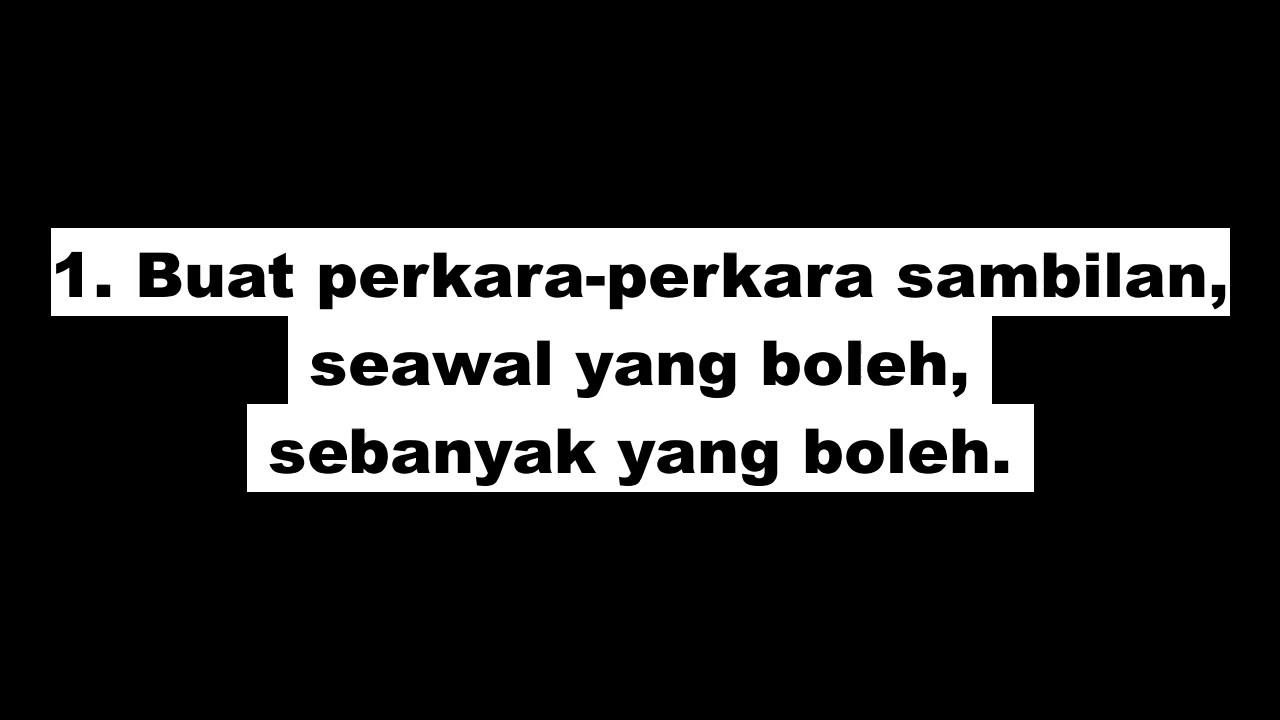 1. Buat perkara-perkara sambilan,
seawal yang boleh,
sebanyak yang boleh.